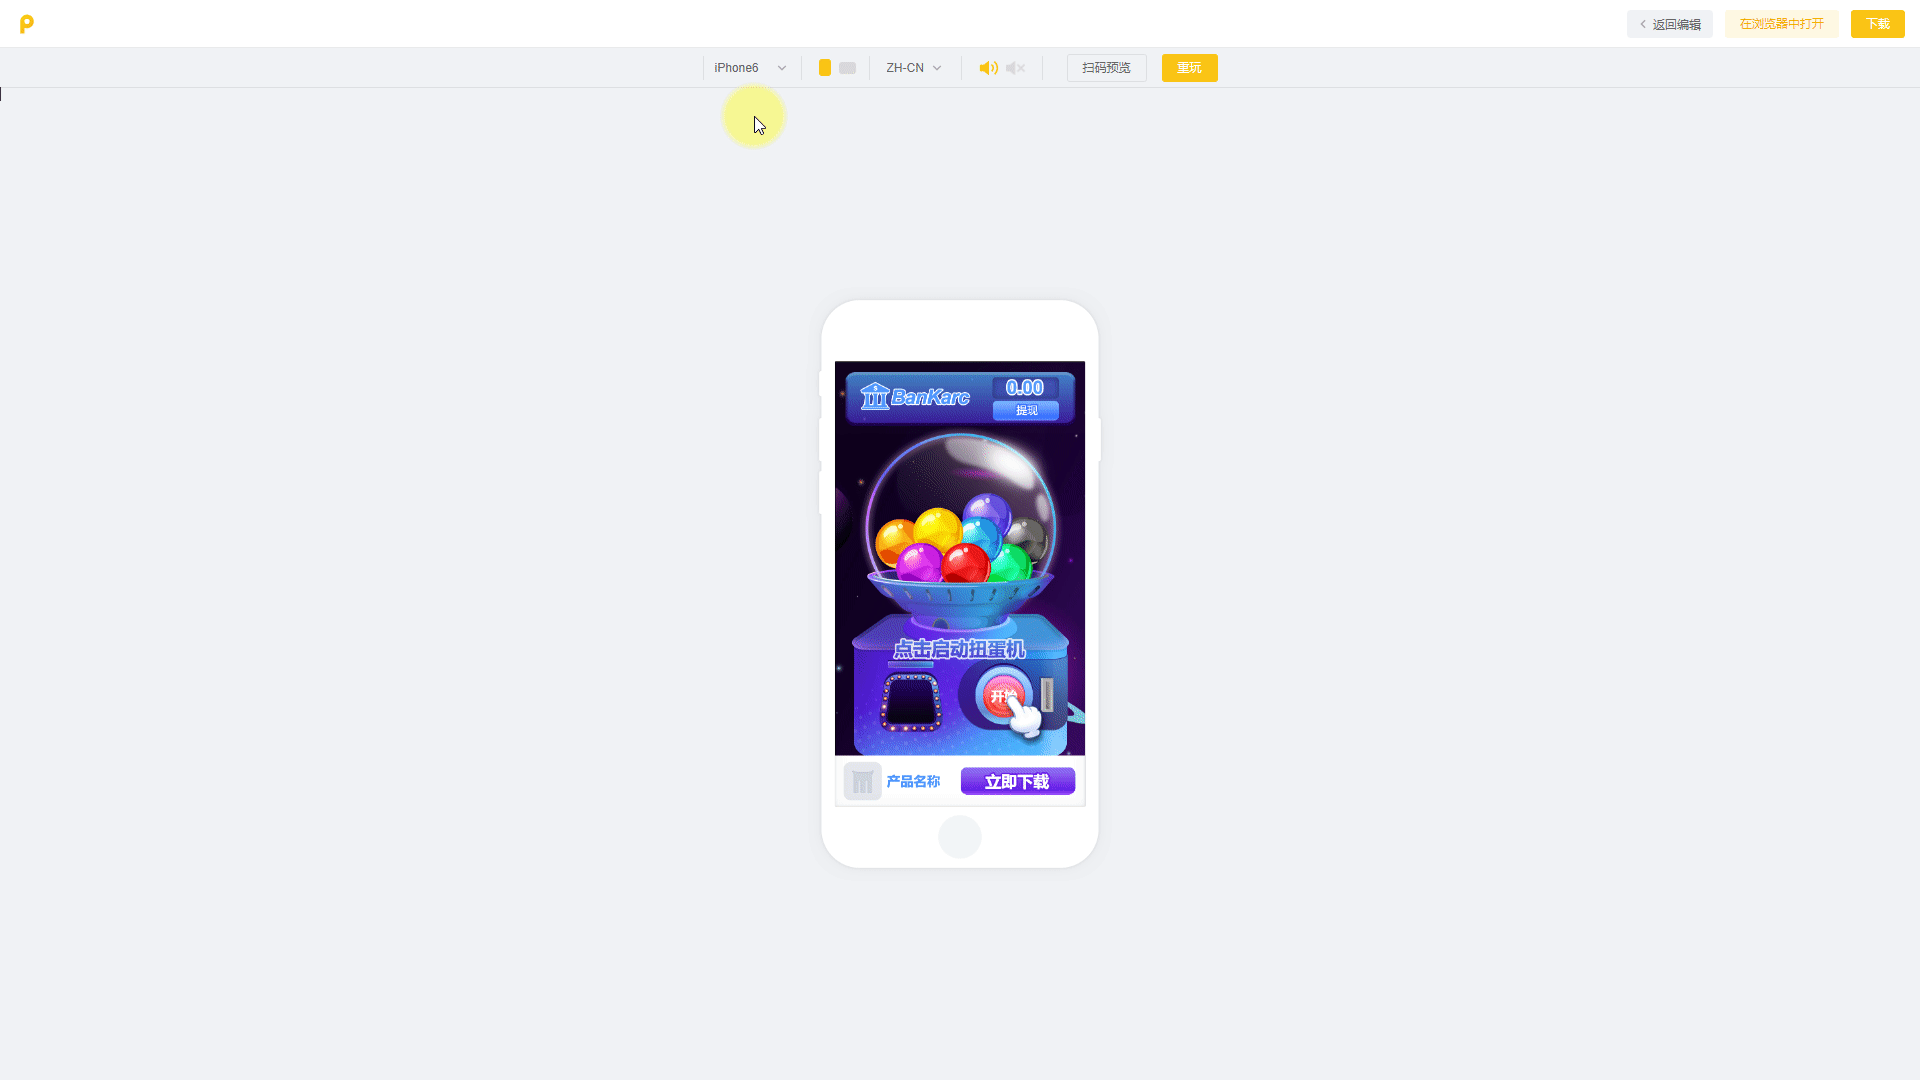 返回编辑
在浏览器中打开
下载
iPhone6
ZH-CN
扫码预览
重玩
BanKarc
0.00
提现
点击启动扭蛋机
开始
产品名称
立即下载